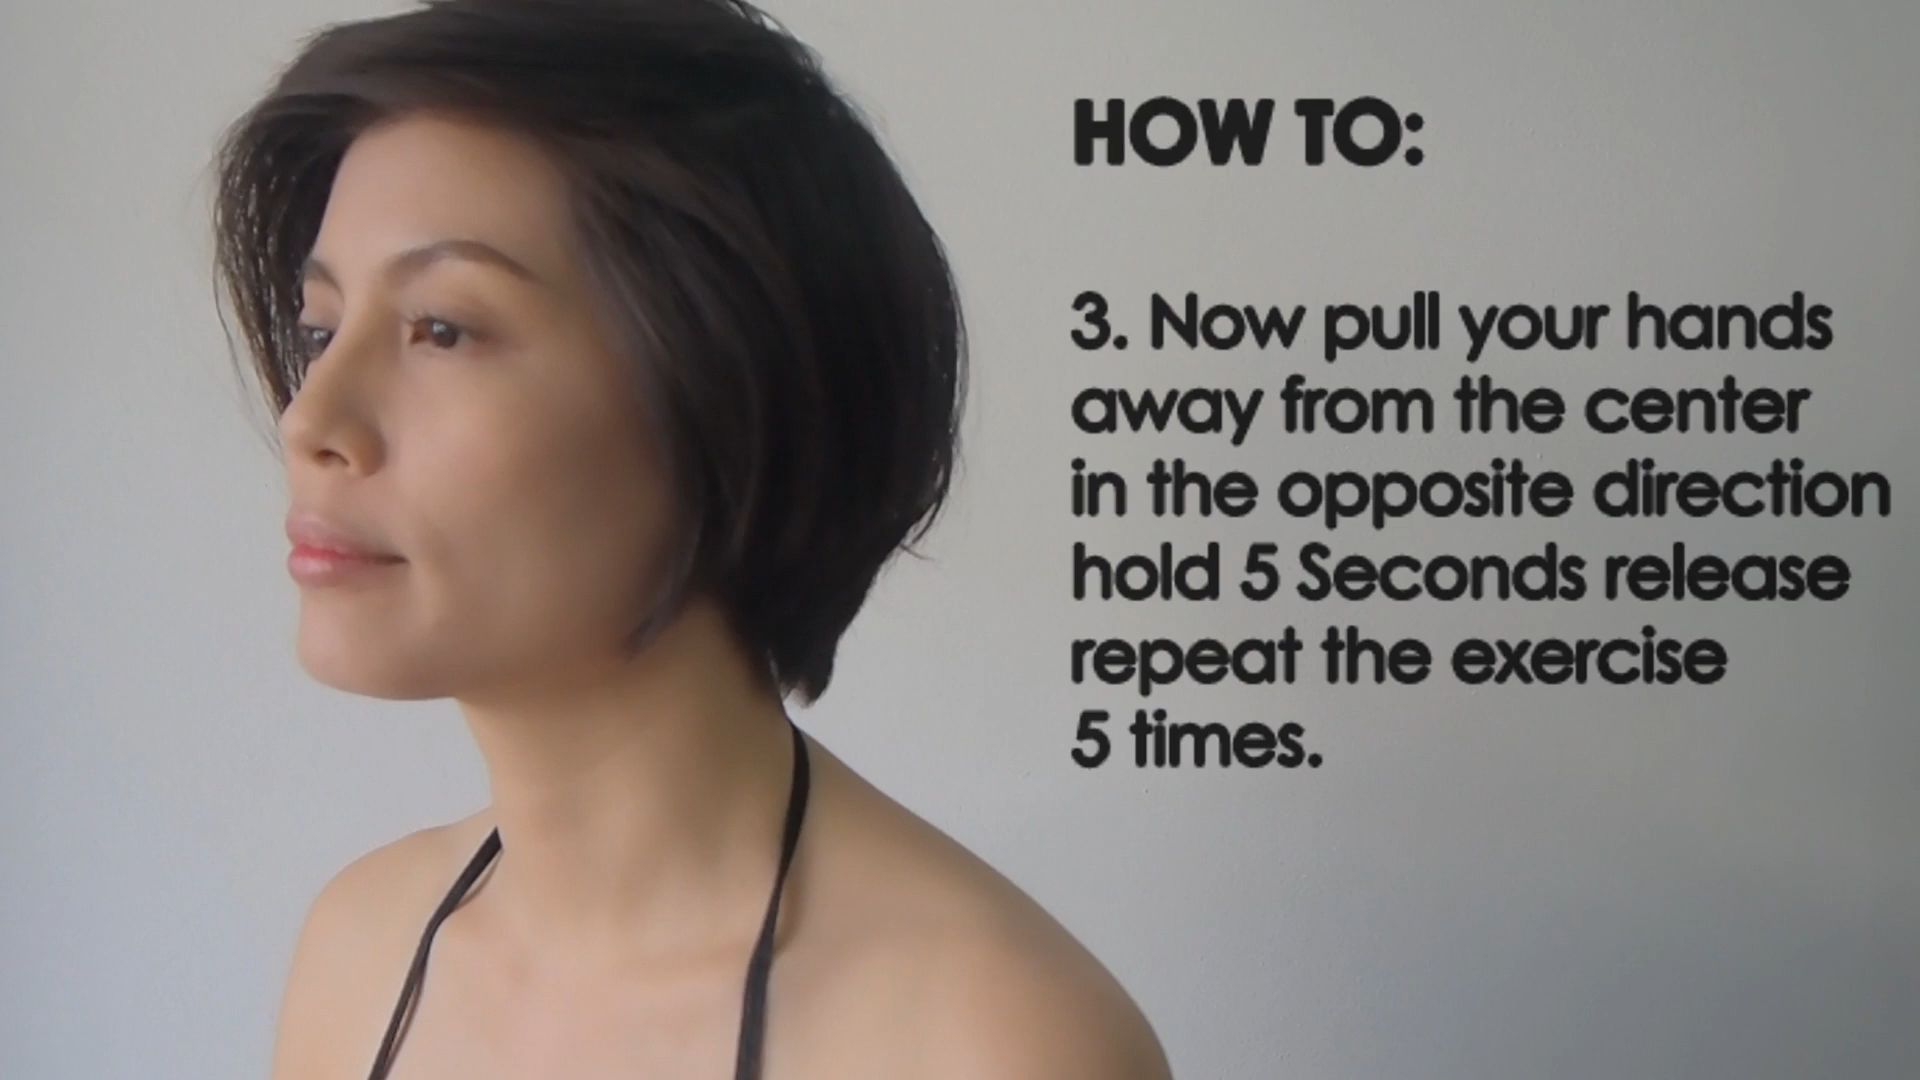 HOW TO:
3. Now pull your hands
away from the center
in the opposite direction
hold 5 Seconds release
repeat the exercise
5 times.